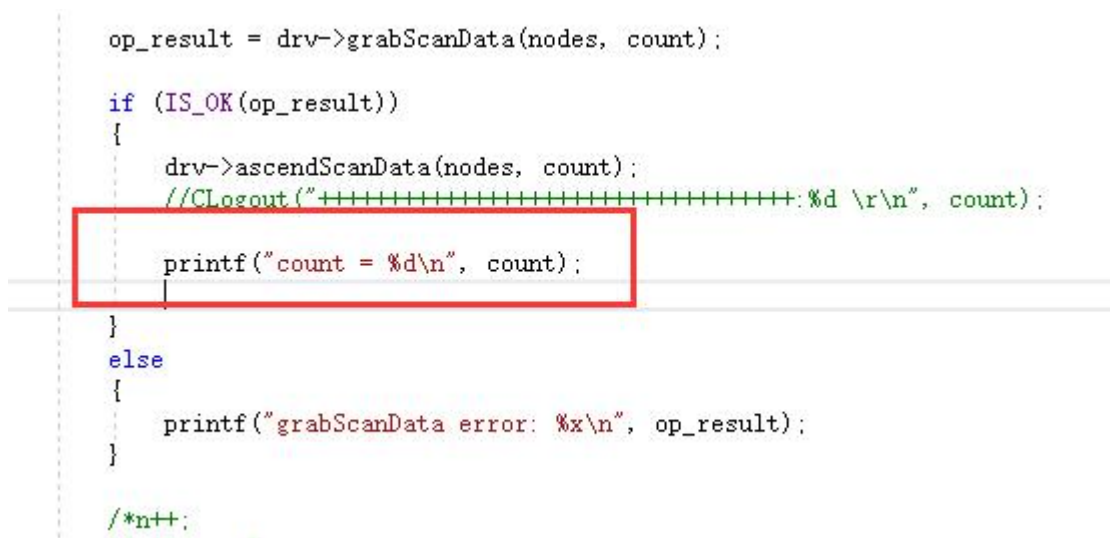 op_result = drv->grabScanData(nodes, count);
if (IS_OK(op_result))
{
drv->ascendScanData(nodes, count);
//CLogout("++++++++++++++++++++++++++++++++++:%d \r\n", count);
printf("count = %d\n", count);
}
else
{
printf("grabScanData error: %x\n", op_result);
}
/*n++;